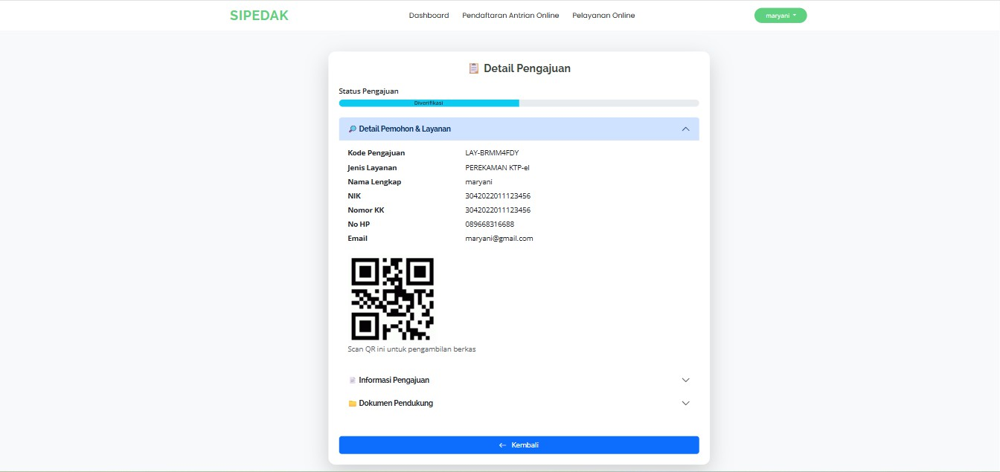 SIPEDAK Dashboard Pendaftaran Antrian Online Pelayanan Online maryani
Detail Pengajuan
Status Pengajuan
Diverifikasi
Detail Pemohon & Layanan
Kode Pengajuan LAY-BRMM4FDY
Jenis Layanan PEREKAMAN KTP-el
Nama Lengkap maryani
NIK 3042022011123456
Nomor KK 3042022011123456
No HP 089668316688
Email maryani@gmail.com
Scan QR ini untuk pengambilan berkas
Informasi Pengajuan
Dokumen Pendukung
← Kembali